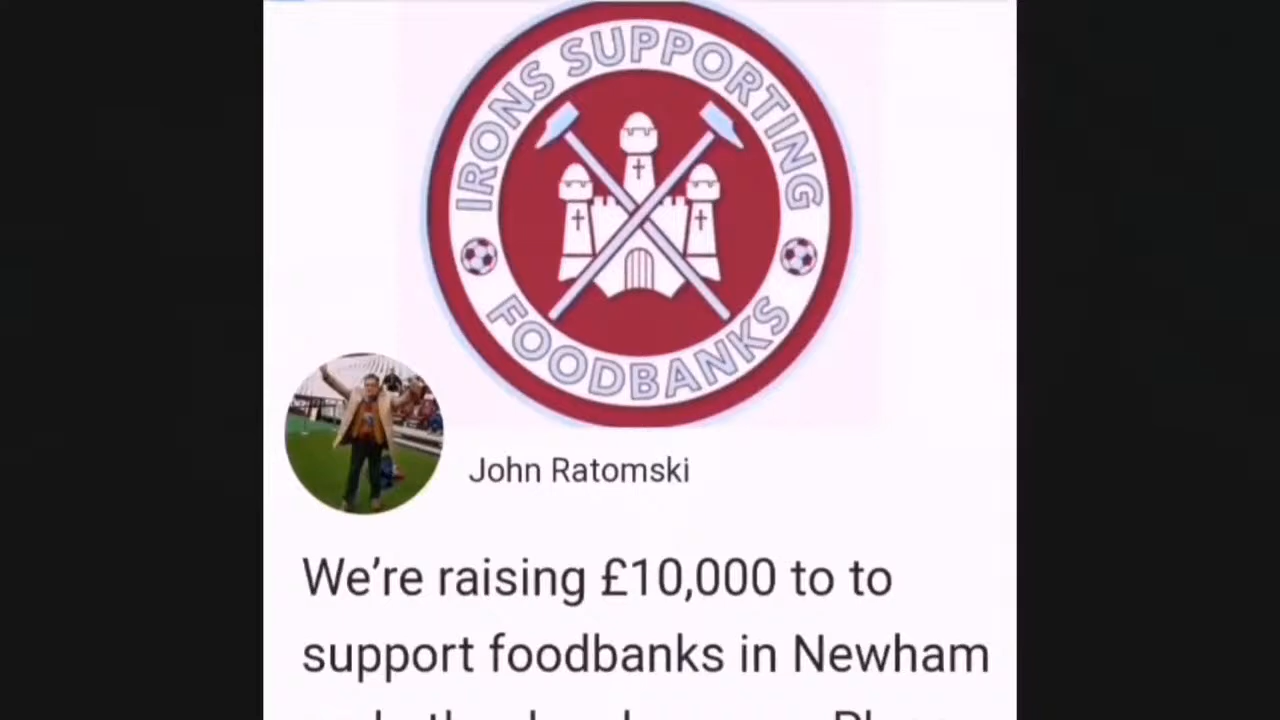 IRONS SUPPORTING
FOODBANKS
John Ratomski
We’re raising £10,000 to to
support foodbanks in Newham